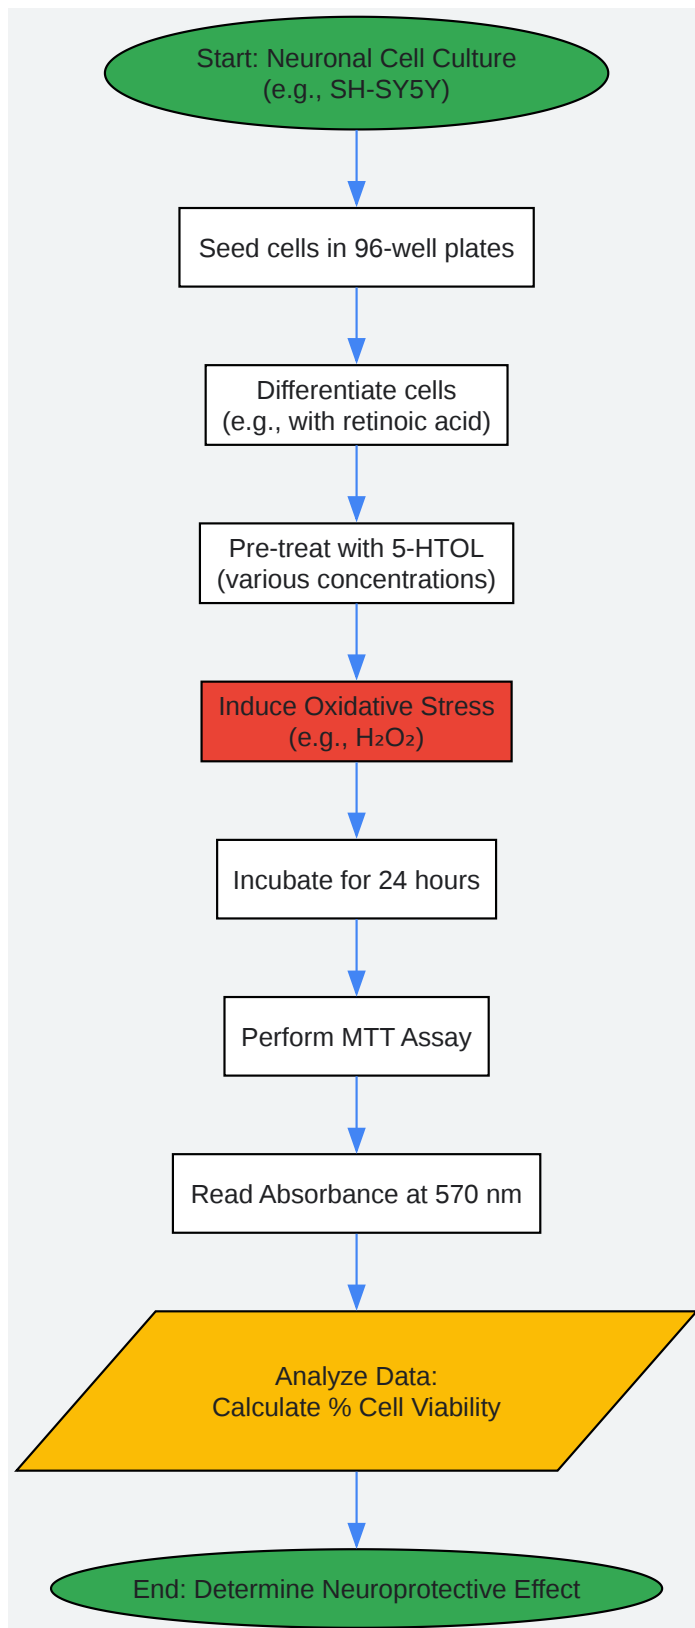 Start: Neuronal Cell Culture
(e.g., SH-SY5Y)
Seed cells in 96-well plates
Differentiate cells
(e.g., with retinoic acid)
Pre-treat with 5-HTOL
(various concentrations)
Induce Oxidative Stress
(e.g., H₂O₂)
Incubate for 24 hours
Perform MTT Assay
Read Absorbance at 570 nm
Analyze Data:
Calculate % Cell Viability
End: Determine Neuroprotective Effect